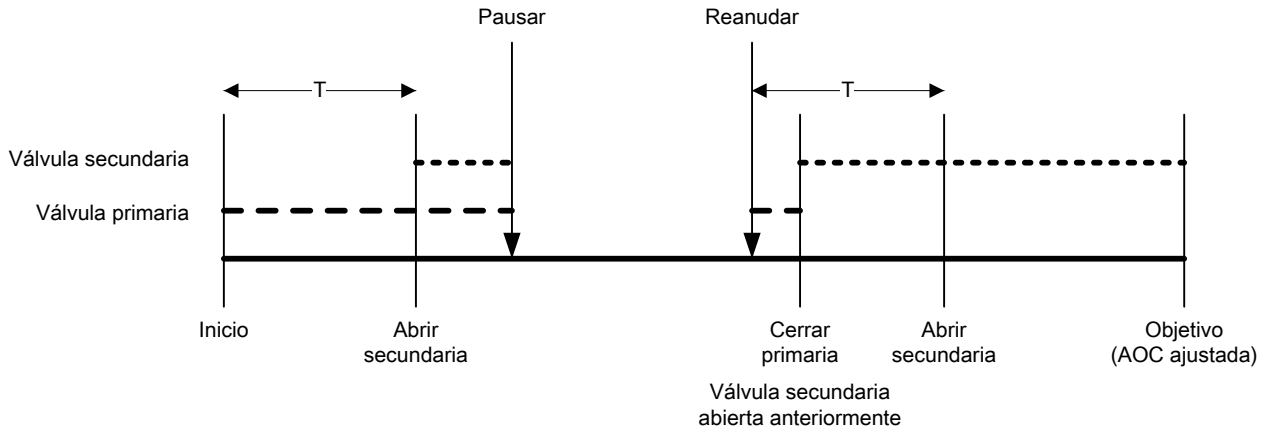 Pausar
Reanudar
T
T
Válvula secundaria
Válvula primaria
Inicio
Abrir
secundaria
Cerrar
primaria
Válvula secundaria
abierta anteriormente
Abrir
secundaria
Objetivo
(AOC ajustada)